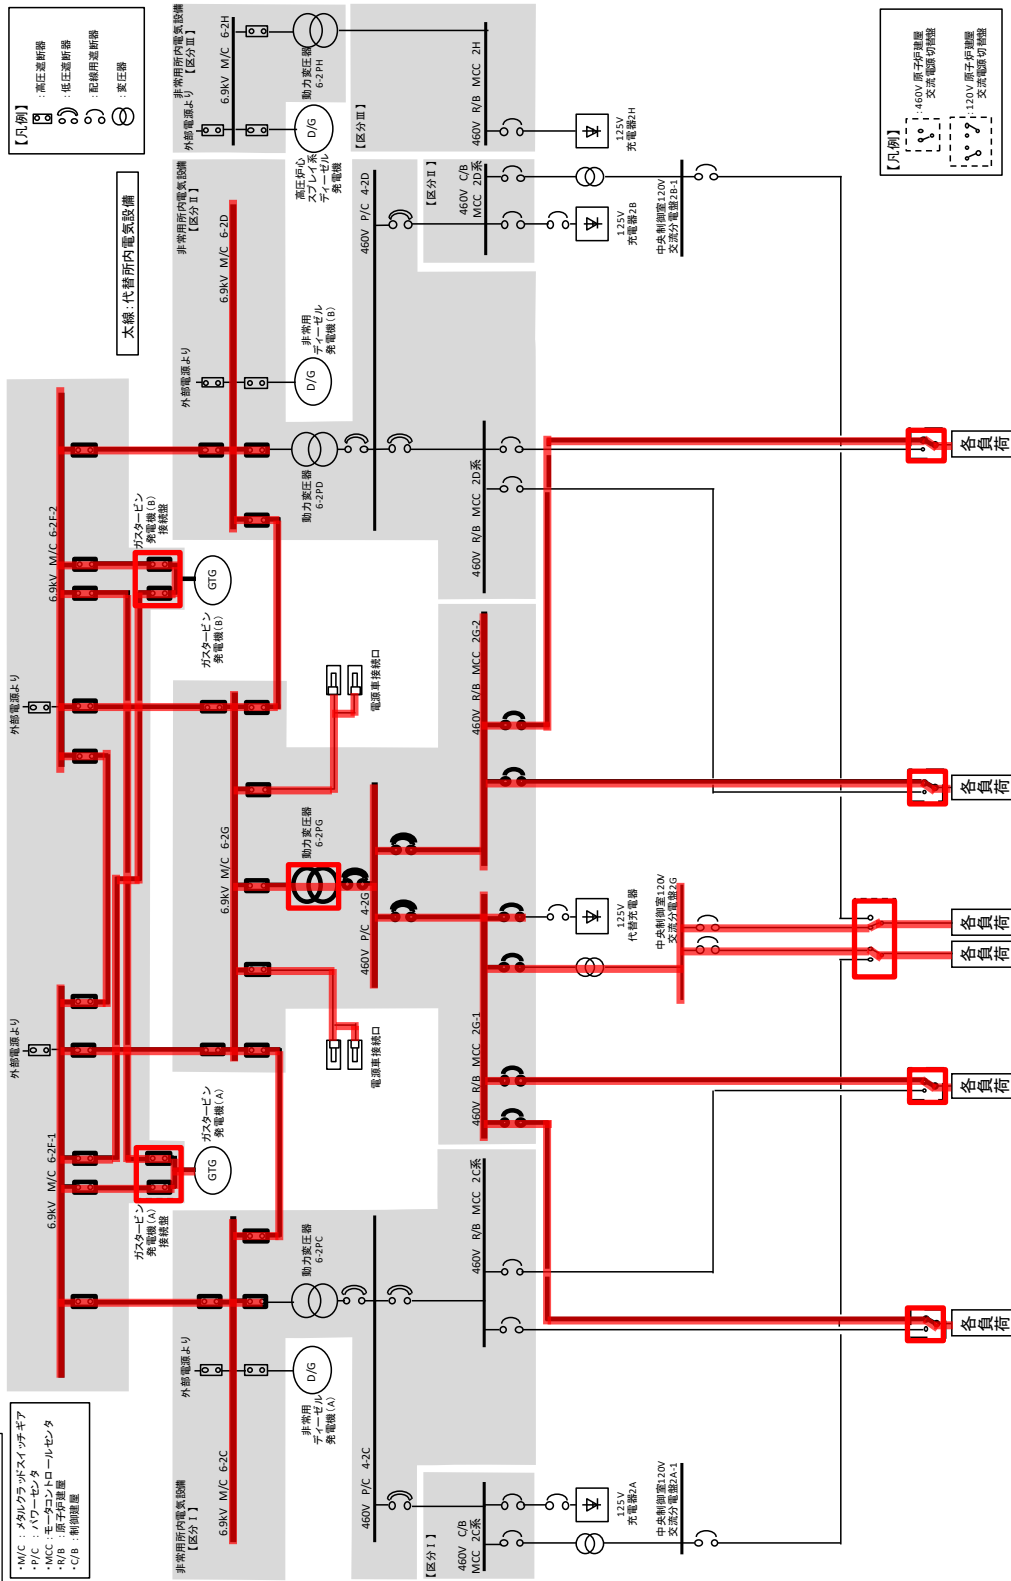 ・M/C ：メタルクラッドスイッチギア
・P/C ：パワーセンタ
・MCC：モータコントロールセンタ
・R/B ：原子炉建屋
・C/B ：制御建屋
太線：代替所内電気設備
【凡例】
：高圧遮断器
：低圧遮断器
：配線用遮断器
：変圧器
外部電源より
外部電源より
6.9kV M/C 6-2F-1
6.9kV M/C 6-2F-2
ガスタービン
発電機(A)
接続盤
GTG
ガスタービン
発電機(A)
ガスタービン
発電機(B)
接続盤
GTG
ガスタービン
発電機(B)
非常用所内電気設備
【区分Ⅰ】
外部電源より
6.9kV M/C 6-2C
D/G
非常用
ディーゼル
発電機(A)
動力変圧器
6-2PC
460V P/C 4-2C
【区分Ⅰ】
460V C/B
MCC 2C系
460V R/B MCC 2C系
125V
充電器2A
中央制御室120V
交流分電盤2A-1
6.9kV M/C 6-2G
電源車接続口
電源車接続口
動力変圧器
6-2PG
460V P/C 4-2G
460V R/B MCC 2G-1
460V R/B MCC 2G-2
125V
代替充電器
中央制御室120V
交流分電盤2G
非常用所内電気設備
【区分Ⅱ】
外部電源より
6.9kV M/C 6-2D
D/G
非常用
ディーゼル
発電機(B)
動力変圧器
6-2PD
460V P/C 4-2D
【区分Ⅱ】
460V C/B
MCC 2D系
460V R/B MCC 2D系
125V
充電器2B
中央制御室120V
交流分電盤2B-1
非常用所内電気設備
【区分Ⅲ】
外部電源より
6.9kV M/C 6-2H
D/G
高圧炉心
スプレイ系
ディーゼル
発電機
動力変圧器
6-2PH
【区分Ⅲ】
460V R/B MCC 2H
125V
充電器2H
各負荷
各負荷
各負荷
各負荷
各負荷
各負荷
【凡例】
：460V 原子炉建屋
交流電源切替盤
：120V 原子炉建屋
交流電源切替盤